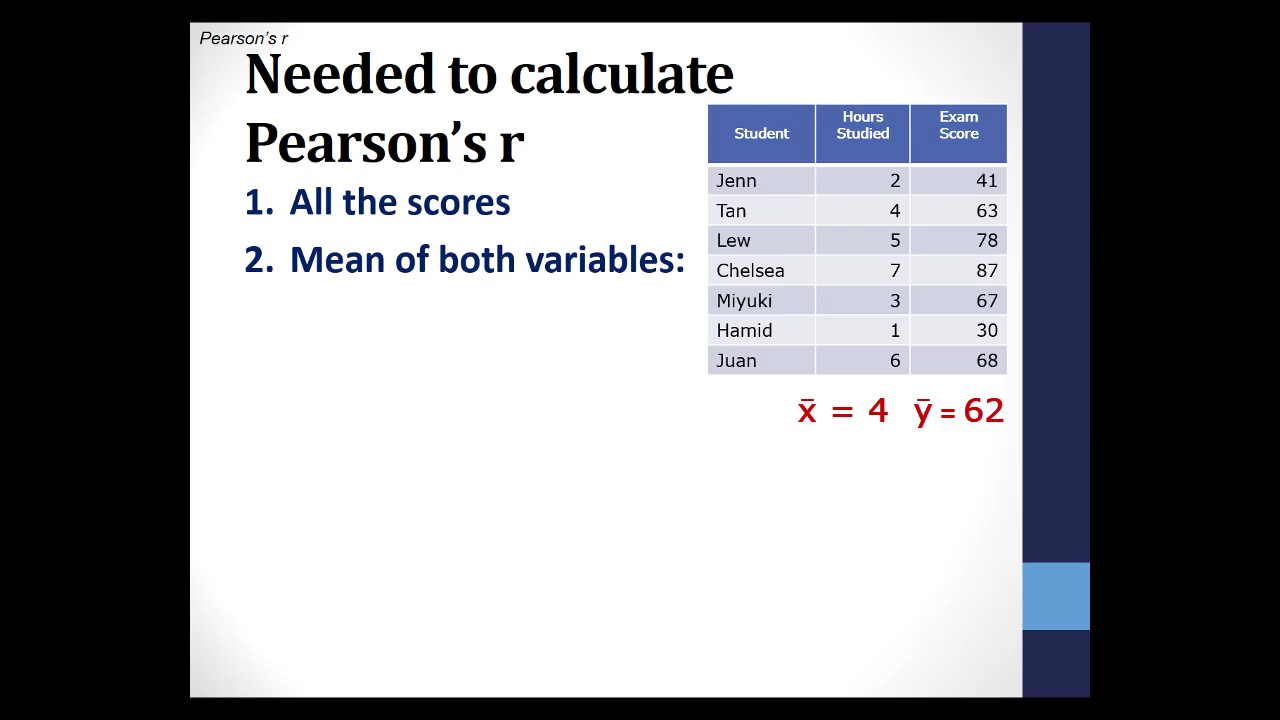 Pearson's r
Needed to calculate
Pearson's r
1. All the scores
2. Mean of both variables:
Student Hours Studied Exam Score
Jenn 2 41
Tan 4 63
Lew 5 78
Chelsea 7 87
Miyuki 3 67
Hamid 1 30
Juan 6 68
x̄ = 4 ȳ = 62